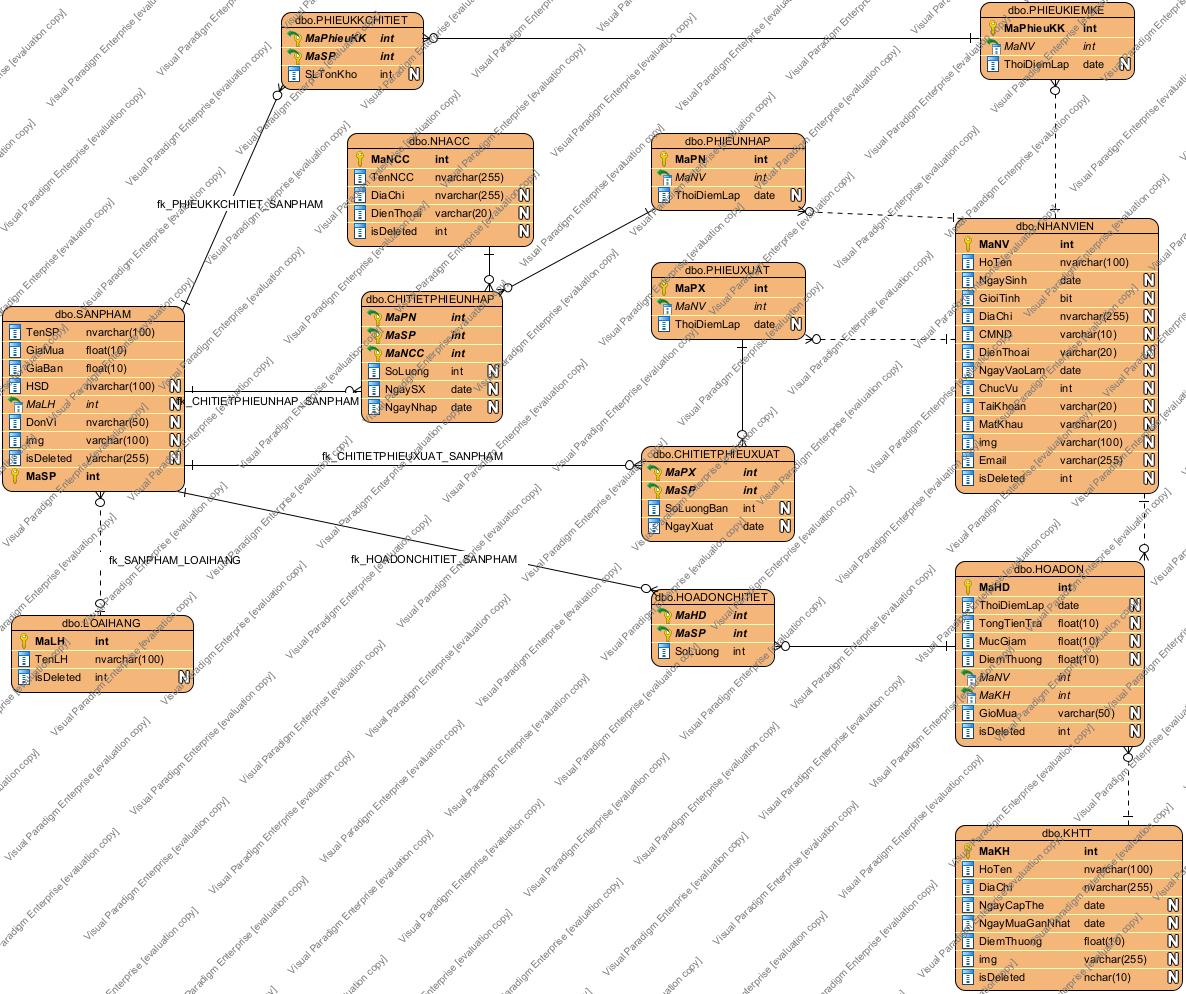 dbo.PHIEUKKCHITIET
MaPhieuKK int
MaSP int
SLTonKho int N
dbo.PHIEUKIEMKE
MaPhieuKK int
MaNV int
ThoiDiemLap date N
dbo.NHACC
MaNCC int
TenNCC nvarchar(255)
DiaChi nvarchar(255) N
DienThoai varchar(20) N
isDeleted int N
dbo.PHIEUNHAP
MaPN int
MaNV int
ThoiDiemLap date N
fk_PHIEUKKCHITIET_SANPHAM
dbo.NHANVIEN
MaNV int
HoTen nvarchar(100)
NgaySinh date N
GioiTinh bit N
DiaChi nvarchar(255) N
CMND varchar(10) N
DienThoai varchar(20) N
NgayVaoLam date N
ChucVu int N
TaiKhoan varchar(20) N
MatKhau varchar(20) N
img varchar(100) N
Email varchar(255) N
isDeleted int N
dbo.PHIEUXUAT
MaPX int
MaNV int
ThoiDiemLap date N
dbo.CHITIETPHIEUNHAP
MaPN int
MaSP int
MaNCC int
SoLuong int N
NgaySX date N
NgayNhap date N
dbo.SANPHAM
TenSP nvarchar(100)
GiaMua float(10)
GiaBan float(10)
HSD nvarchar(100) N
MaLH int N
DonVi nvarchar(50) N
img varchar(100) N
isDeleted varchar(255) N
MaSP int
fk_CHITIETPHIEUNHAP_SANPHAM
fk_CHITIETPHIEUXUAT_SANPHAM
dbo.CHITIETPHIEUXUAT
MaPX int
MaSP int
SoLuongBan int N
NgayXuat date N
fk_SANPHAM_LOAIHANG
fk_HOADONCHITIET_SANPHAM
dbo.HOADON
MaHD int
ThoiDiemLap date N
TongTienTra float(10) N
MucGiam float(10) N
DiemThuong float(10) N
MaNV int
MaKH int
GioMua varchar(50) N
isDeleted int N
dbo.HOADONCHITIET
MaHD int
MaSP int
SoLuong int
dbo.LOAIHANG
MaLH int
TenLH nvarchar(100)
isDeleted int N
dbo.KHTT
MaKH int
HoTen nvarchar(100)
DiaChi nvarchar(255)
NgayCapThe date N
NgayMuaGanNhat date N
DiemThuong float(10) N
img varchar(255) N
isDeleted nchar(10) N
Visual Paradigm Enterprise [evaluation copy]